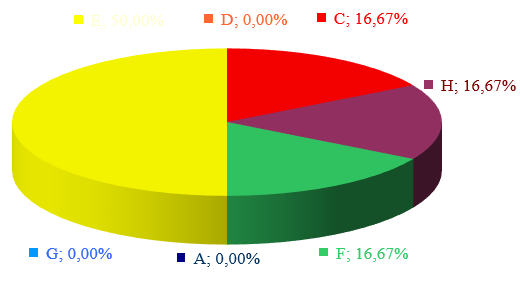 E; 50,00%
D; 0,00%
C; 16,67%
H; 16,67%
G; 0,00%
A; 0,00%
F; 16,67%